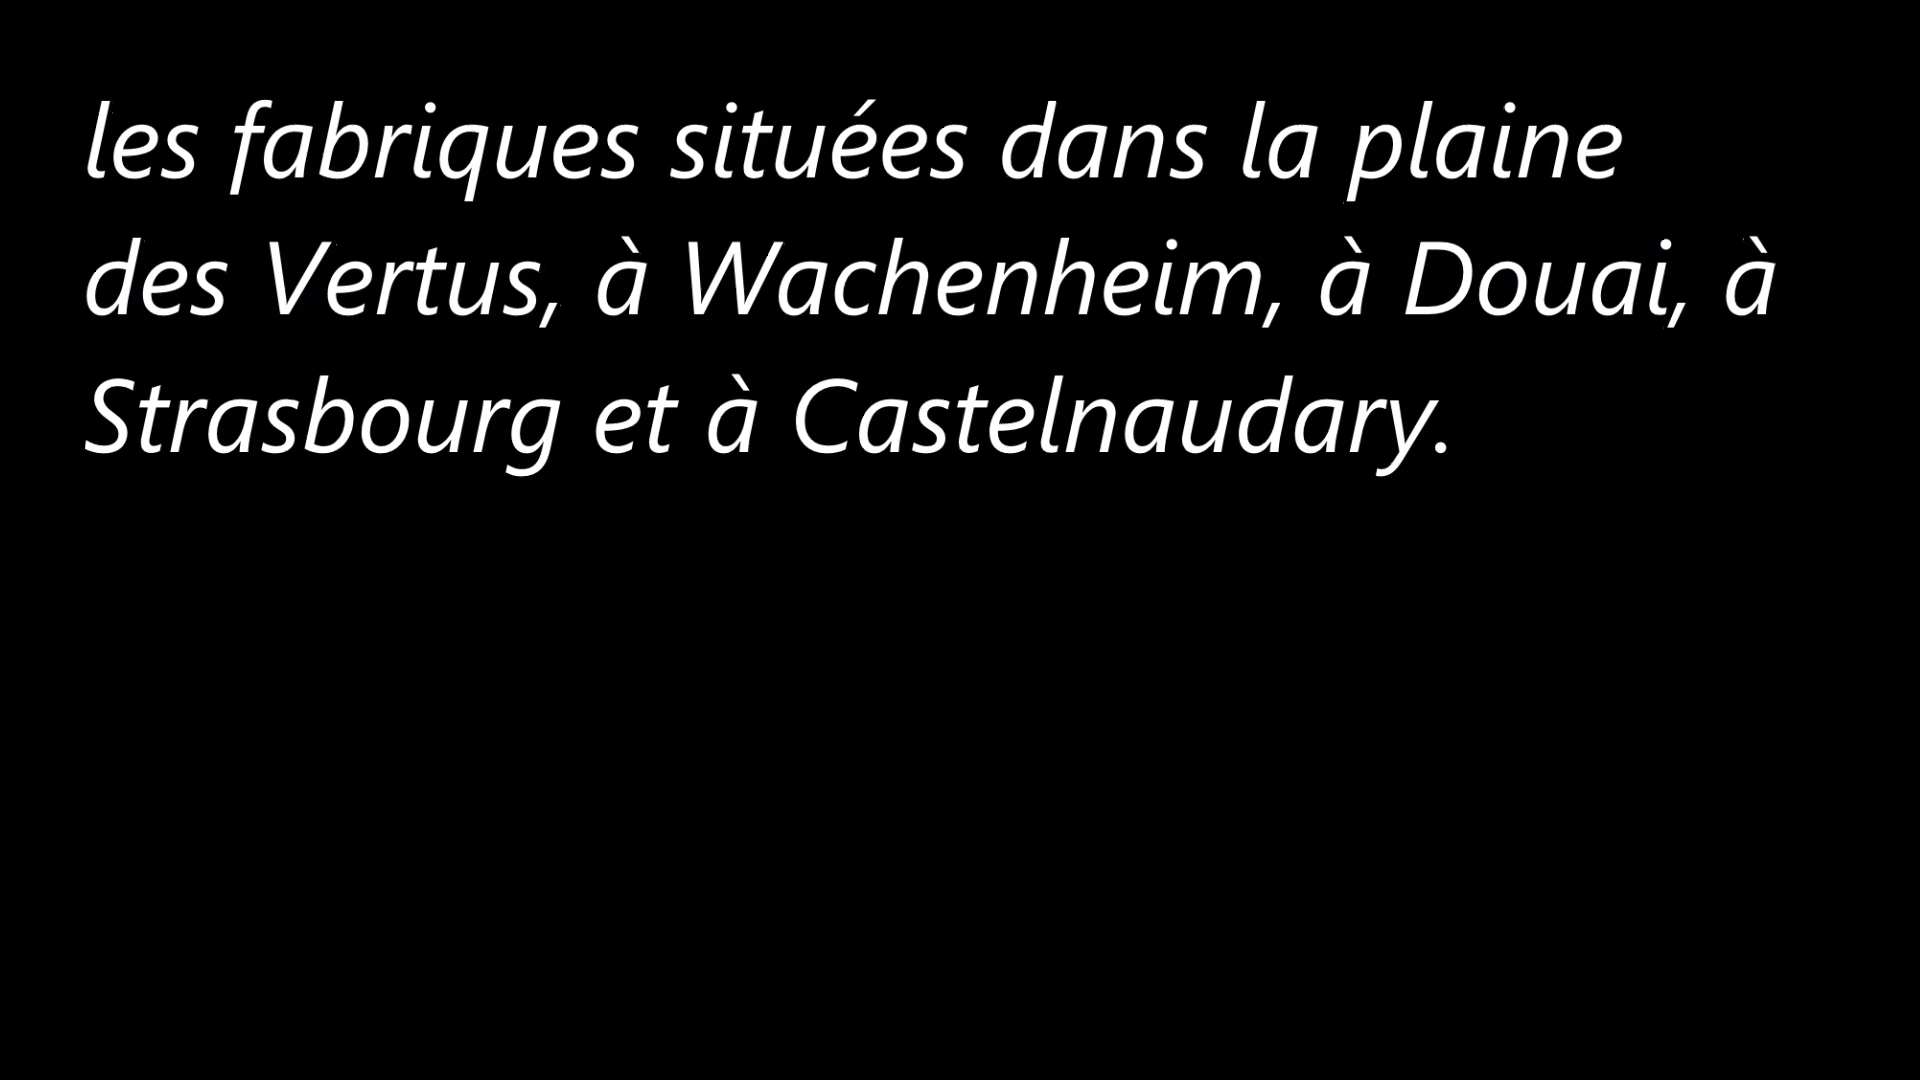 les fabriques situées dans la plaine
des Vertus, à Wachenheim, à Douai, à
Strasbourg et à Castelnaudary.